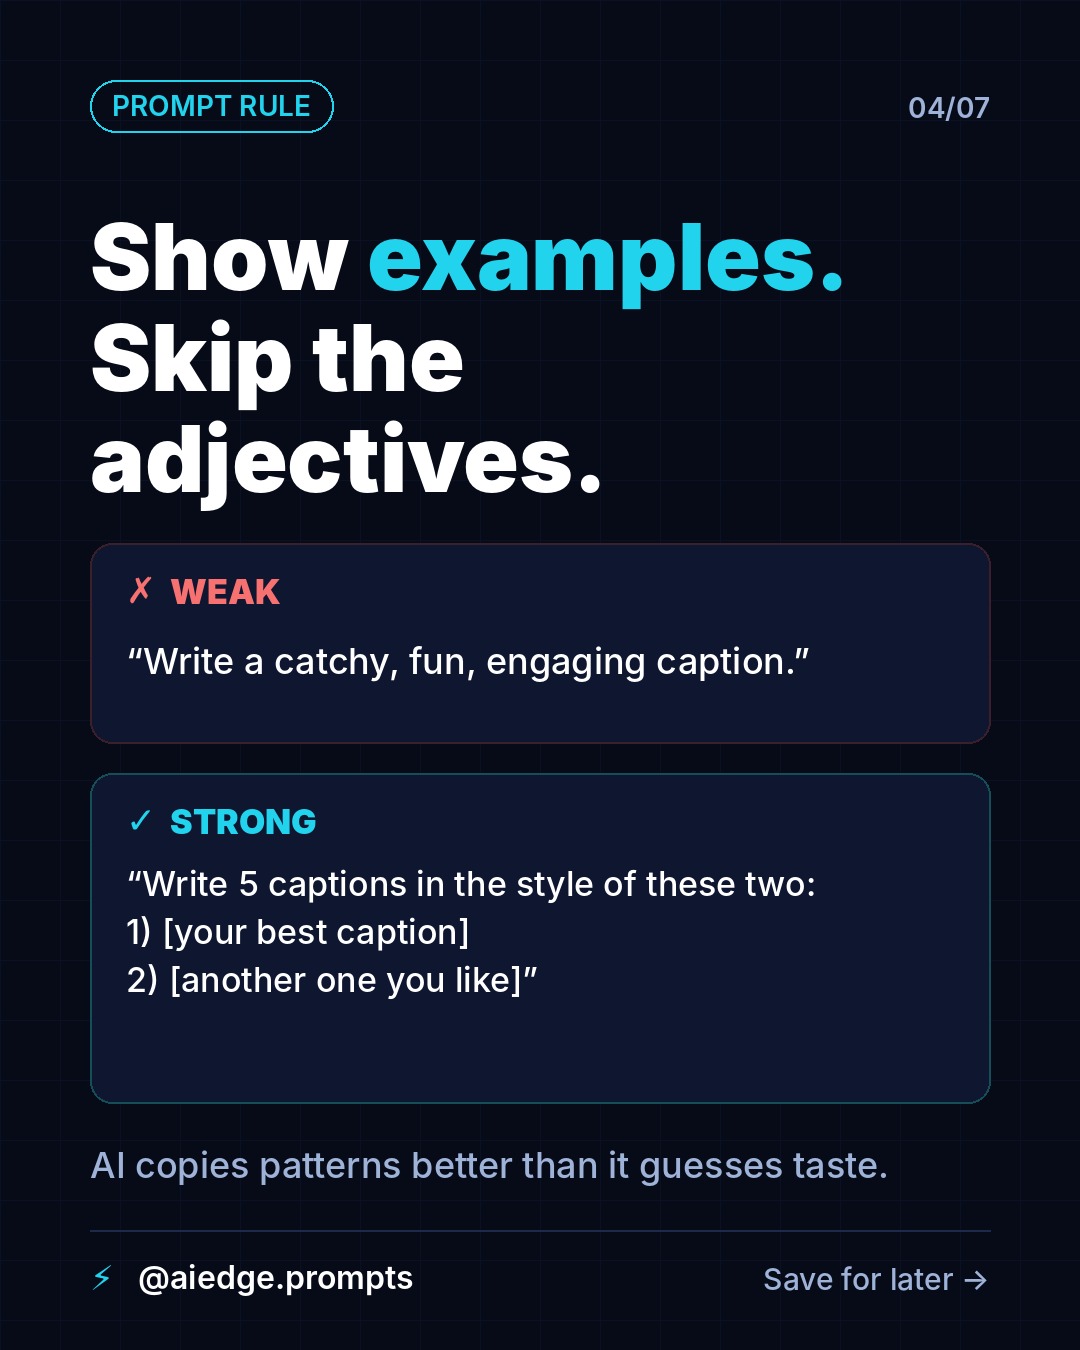 PROMPT RULE
04/07
Show examples.
Skip the
adjectives.
✗ WEAK
“Write a catchy, fun, engaging caption.”
✓ STRONG
“Write 5 captions in the style of these two:
1) [your best caption]
2) [another one you like]”
AI copies patterns better than it guesses taste.
⚡ @aiedge.prompts
Save for later →